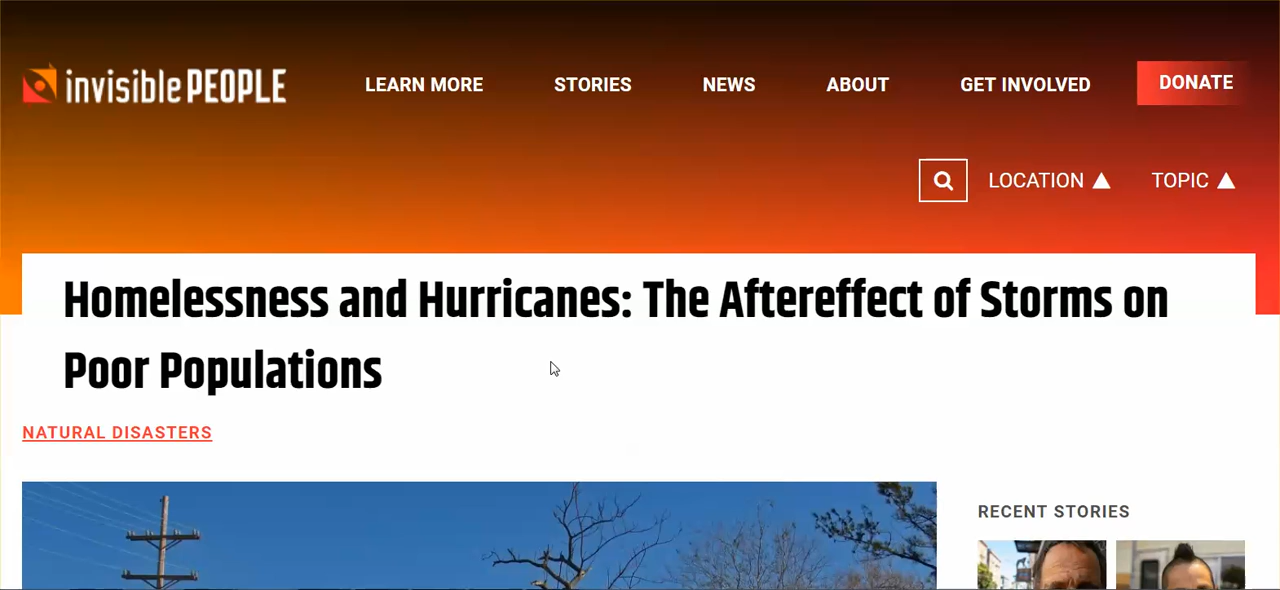 invisible PEOPLE
LEARN MORE STORIES NEWS ABOUT GET INVOLVED DONATE
LOCATION TOPIC
Homelessness and Hurricanes: The Aftereffect of Storms on
Poor Populations
NATURAL DISASTERS
RECENT STORIES